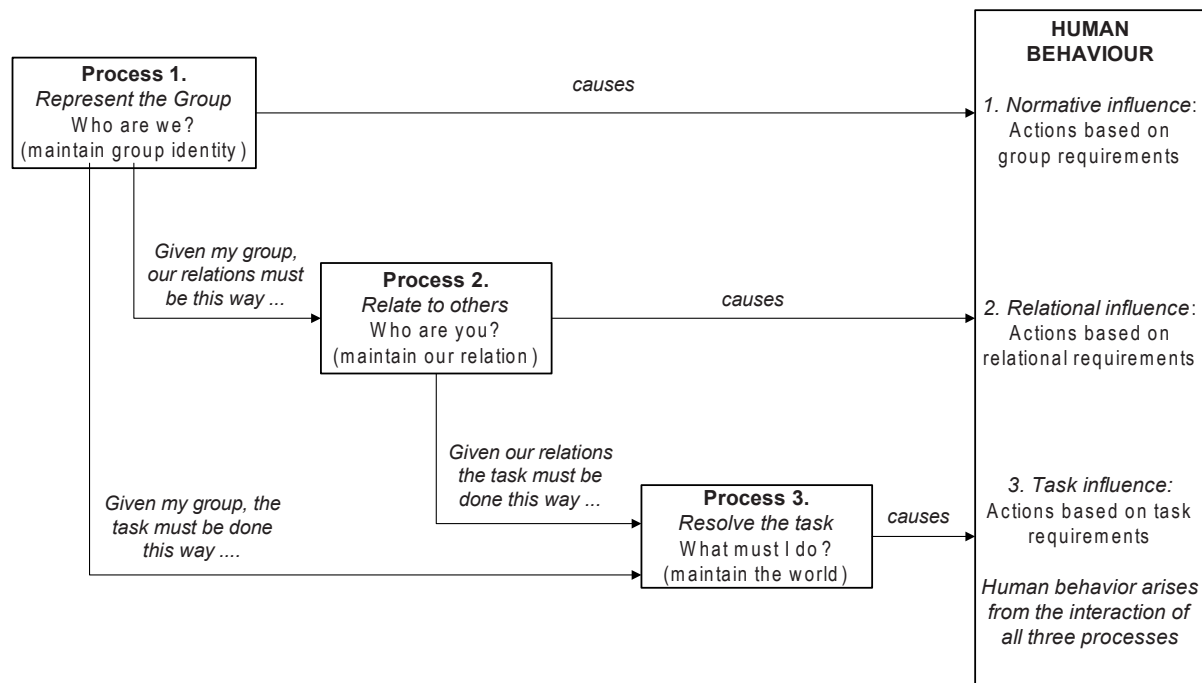 Process 1.
Represent the Group
Who are we?
(maintain group identity)
causes
Given my group,
our relations must
be this way ...
Process 2.
Relate to others
Who are you?
(maintain our relation)
causes
Given our relations
the task must be
done this way ...
Given my group, the
task must be done
this way ....
Process 3.
Resolve the task
What must I do?
(maintain the world)
causes
HUMAN
BEHAVIOUR
1. Normative influence:
Actions based on
group requirements
2. Relational influence:
Actions based on
relational requirements
3. Task influence:
Actions based on task
requirements
Human behavior arises
from the interaction of
all three processes